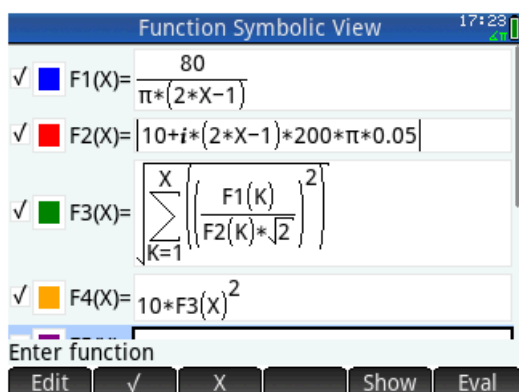 Function Symbolic View 17:23
∡π
√ F1(X)= 80/(π*(2*X−1))
√ F2(X)= |10+i*(2*X−1)*200*π*0.05|
√ F3(X)= √(∑_{K=1}^{X} ((F1(K)/(F2(K)*√2))^2))
√ F4(X)= 10*F3(X)^2
Enter function
Edit √ X Show Eval